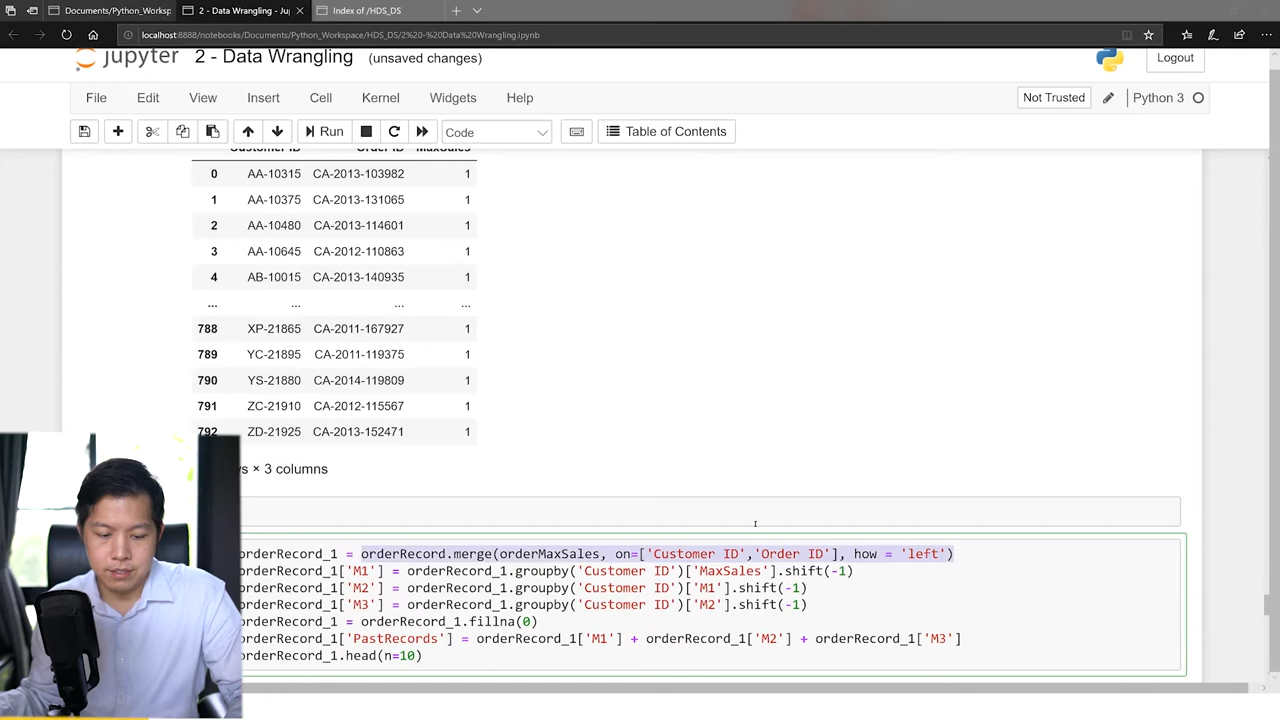 Documents/Python_Worksp
2 - Data Wrangling - Ju
Index of /HDS_DS
localhost:8888/notebooks/Documents/Python_Workspace/HDS_DS/2%20-%20Data%20Wrangling.ipynb
jupyter 2 - Data Wrangling (unsaved changes)
Logout
File Edit View Insert Cell Kernel Widgets Help
Not Trusted
Python 3
Run
Code
Table of Contents
Customer ID Order ID MaxSales
0 AA-10315 CA-2013-103982 1
1 AA-10375 CA-2013-131065 1
2 AA-10480 CA-2013-114601 1
3 AA-10645 CA-2012-110863 1
4 AB-10015 CA-2013-140935 1
... ... ... ...
788 XP-21865 CA-2011-167927 1
789 YC-21895 CA-2011-119375 1
790 YS-21880 CA-2014-119809 1
791 ZC-21910 CA-2012-115567 1
792 ZD-21925 CA-2013-152471 1
× 3 columns
orderRecord_1 = orderRecord.merge(orderMaxSales, on=['Customer ID','Order ID'], how = 'left')
orderRecord_1['M1'] = orderRecord_1.groupby('Customer ID')['MaxSales'].shift(-1)
orderRecord_1['M2'] = orderRecord_1.groupby('Customer ID')['M1'].shift(-1)
orderRecord_1['M3'] = orderRecord_1.groupby('Customer ID')['M2'].shift(-1)
orderRecord_1 = orderRecord_1.fillna(0)
orderRecord_1['PastRecords'] = orderRecord_1['M1'] + orderRecord_1['M2'] + orderRecord_1['M3']
orderRecord_1.head(n=10)